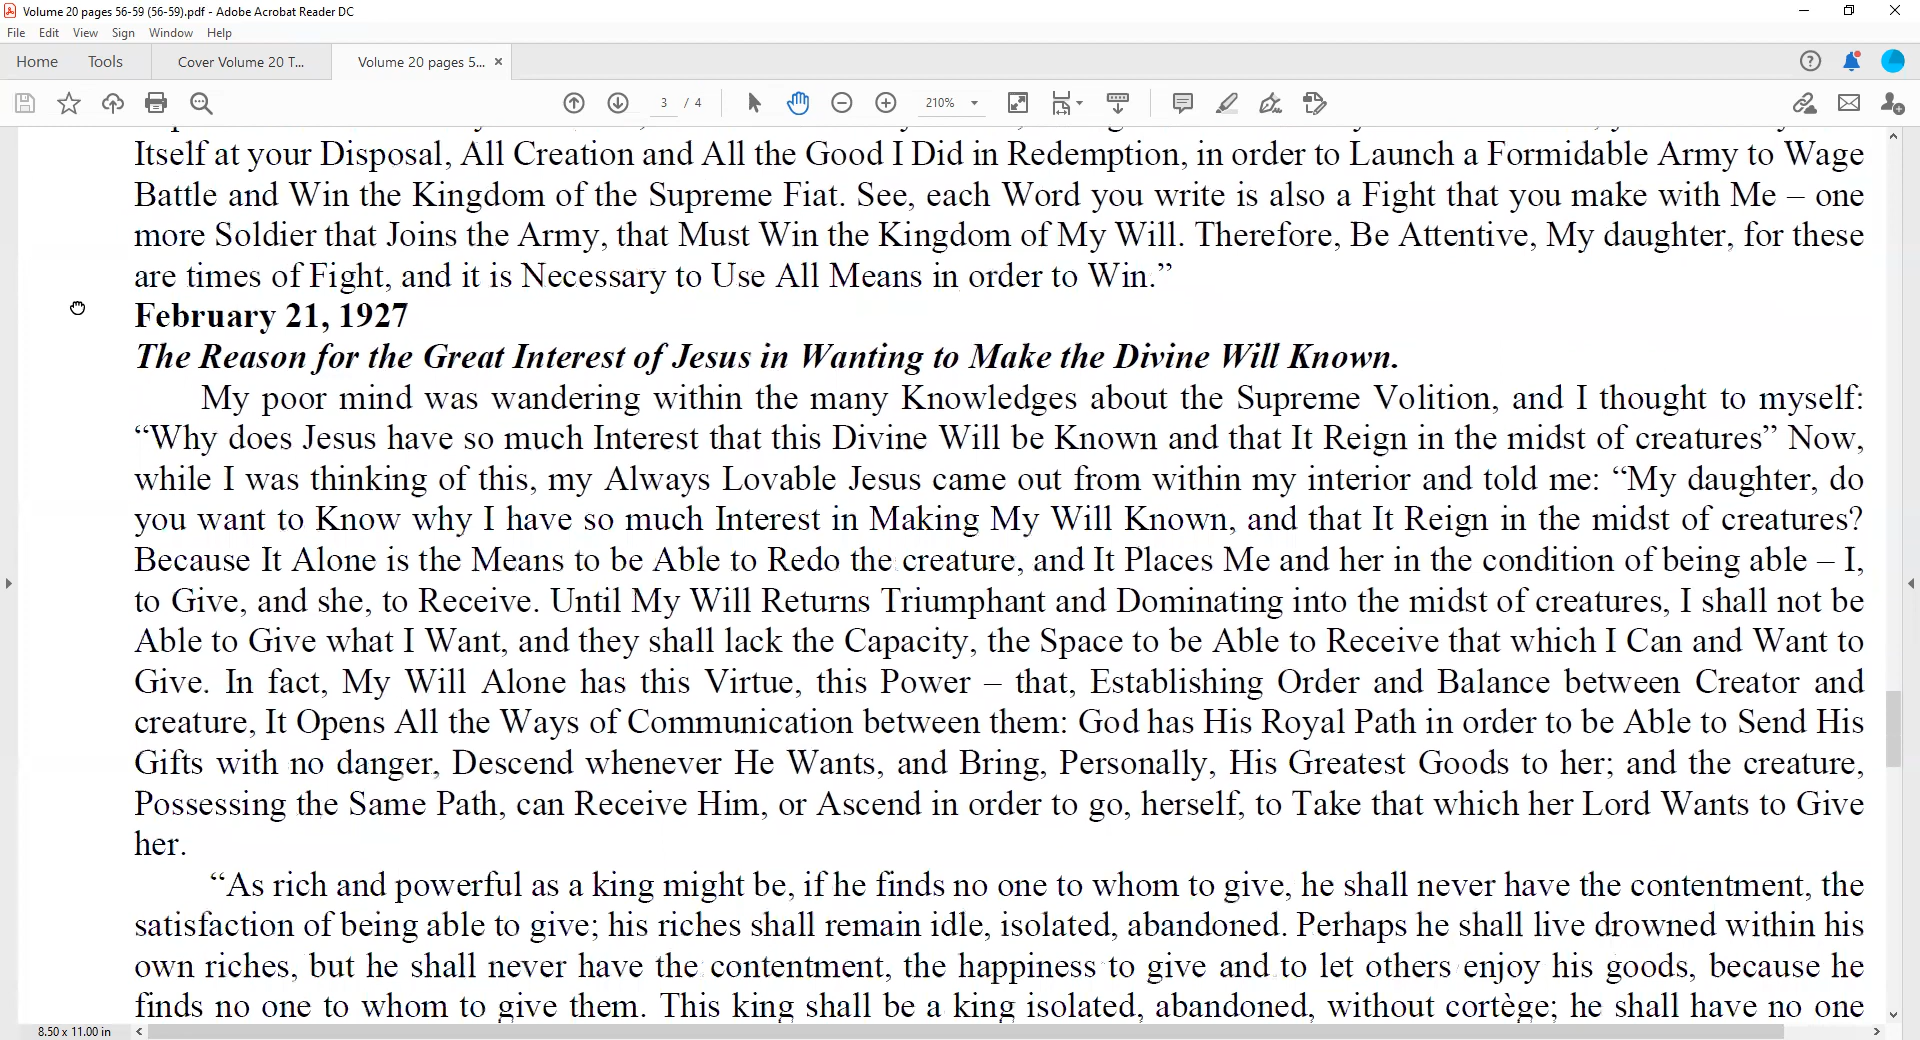 Volume 20 pages 56-59 (56-59).pdf - Adobe Acrobat Reader DC
File Edit View Sign Window Help
Home Tools Cover Volume 20 T... Volume 20 pages 5... ×
3 / 4 210%
Itself at your Disposal, All Creation and All the Good I Did in Redemption, in order to Launch a Formidable Army to Wage
Battle and Win the Kingdom of the Supreme Fiat. See, each Word you write is also a Fight that you make with Me – one
more Soldier that Joins the Army, that Must Win the Kingdom of My Will. Therefore, Be Attentive, My daughter, for these
are times of Fight, and it is Necessary to Use All Means in order to Win.”
February 21, 1927
The Reason for the Great Interest of Jesus in Wanting to Make the Divine Will Known.
My poor mind was wandering within the many Knowledges about the Supreme Volition, and I thought to myself:
“Why does Jesus have so much Interest that this Divine Will be Known and that It Reign in the midst of creatures” Now,
while I was thinking of this, my Always Lovable Jesus came out from within my interior and told me: “My daughter, do
you want to Know why I have so much Interest in Making My Will Known, and that It Reign in the midst of creatures?
Because It Alone is the Means to be Able to Redo the creature, and It Places Me and her in the condition of being able – I,
to Give, and she, to Receive. Until My Will Returns Triumphant and Dominating into the midst of creatures, I shall not be
Able to Give what I Want, and they shall lack the Capacity, the Space to be Able to Receive that which I Can and Want to
Give. In fact, My Will Alone has this Virtue, this Power – that, Establishing Order and Balance between Creator and
creature, It Opens All the Ways of Communication between them: God has His Royal Path in order to be Able to Send His
Gifts with no danger, Descend whenever He Wants, and Bring, Personally, His Greatest Goods to her; and the creature,
Possessing the Same Path, can Receive Him, or Ascend in order to go, herself, to Take that which her Lord Wants to Give
her.
“As rich and powerful as a king might be, if he finds no one to whom to give, he shall never have the contentment, the
satisfaction of being able to give; his riches shall remain idle, isolated, abandoned. Perhaps he shall live drowned within his
own riches, but he shall never have the contentment, the happiness to give and to let others enjoy his goods, because he
finds no one to whom to give them. This king shall be a king isolated, abandoned, without cortège; he shall have no one
8.50 x 11.00 in